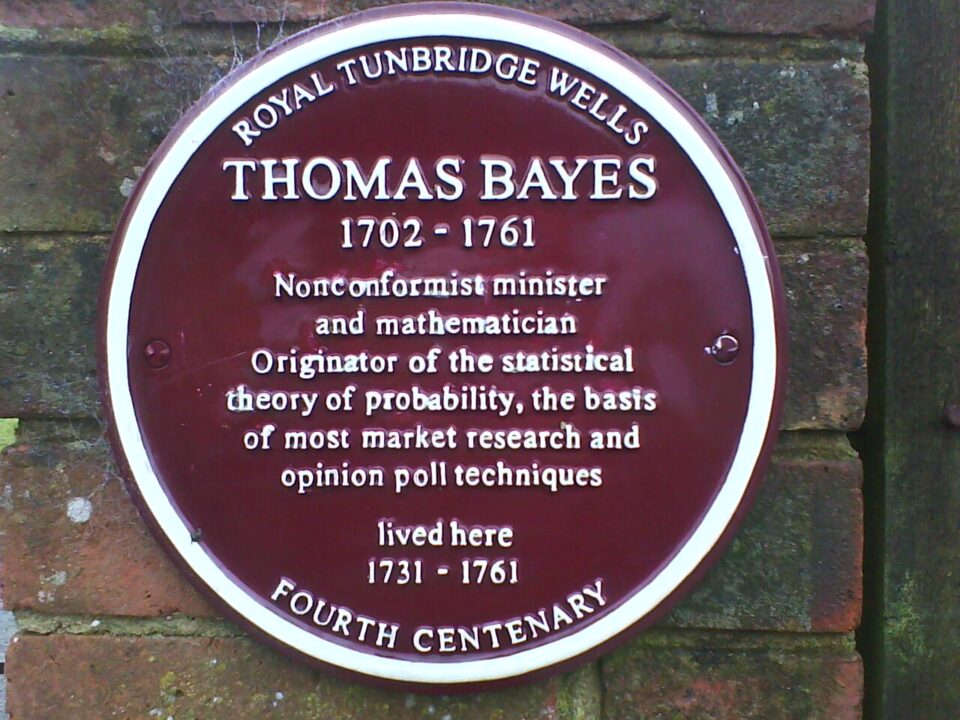 ROYAL TUNBRIDGE WELLS
THOMAS BAYES
1702 - 1761
Nonconformist minister
and mathematician
Originator of the statistical
theory of probability, the basis
of most market research and
opinion poll techniques
lived here
1731 - 1761
FOURTH CENTENARY